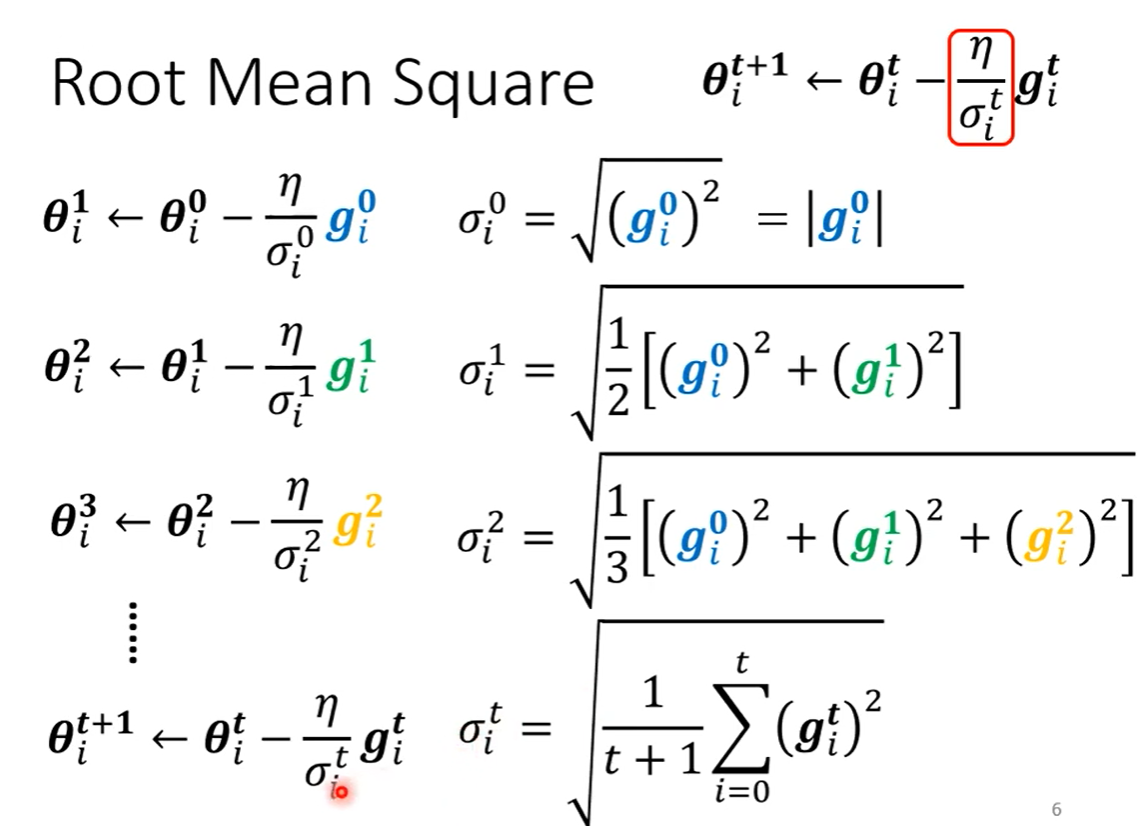 Root Mean Square
θᵢᵗ⁺¹ ← θᵢᵗ − η/σᵢᵗ gᵢᵗ
θᵢ¹ ← θᵢ⁰ − η/σᵢ⁰ gᵢ⁰    σᵢ⁰ = √(gᵢ⁰)² = |gᵢ⁰|
θᵢ² ← θᵢ¹ − η/σᵢ¹ gᵢ¹    σᵢ¹ = √(1/2 [(gᵢ⁰)² + (gᵢ¹)²])
θᵢ³ ← θᵢ² − η/σᵢ² gᵢ²    σᵢ² = √(1/3 [(gᵢ⁰)² + (gᵢ¹)² + (gᵢ²)²])
⋮
θᵢᵗ⁺¹ ← θᵢᵗ − η/σᵢᵗ gᵢᵗ    σᵢᵗ = √(1/(t + 1) ∑ᵢ₌₀ᵗ (gᵢᵗ)²)
6